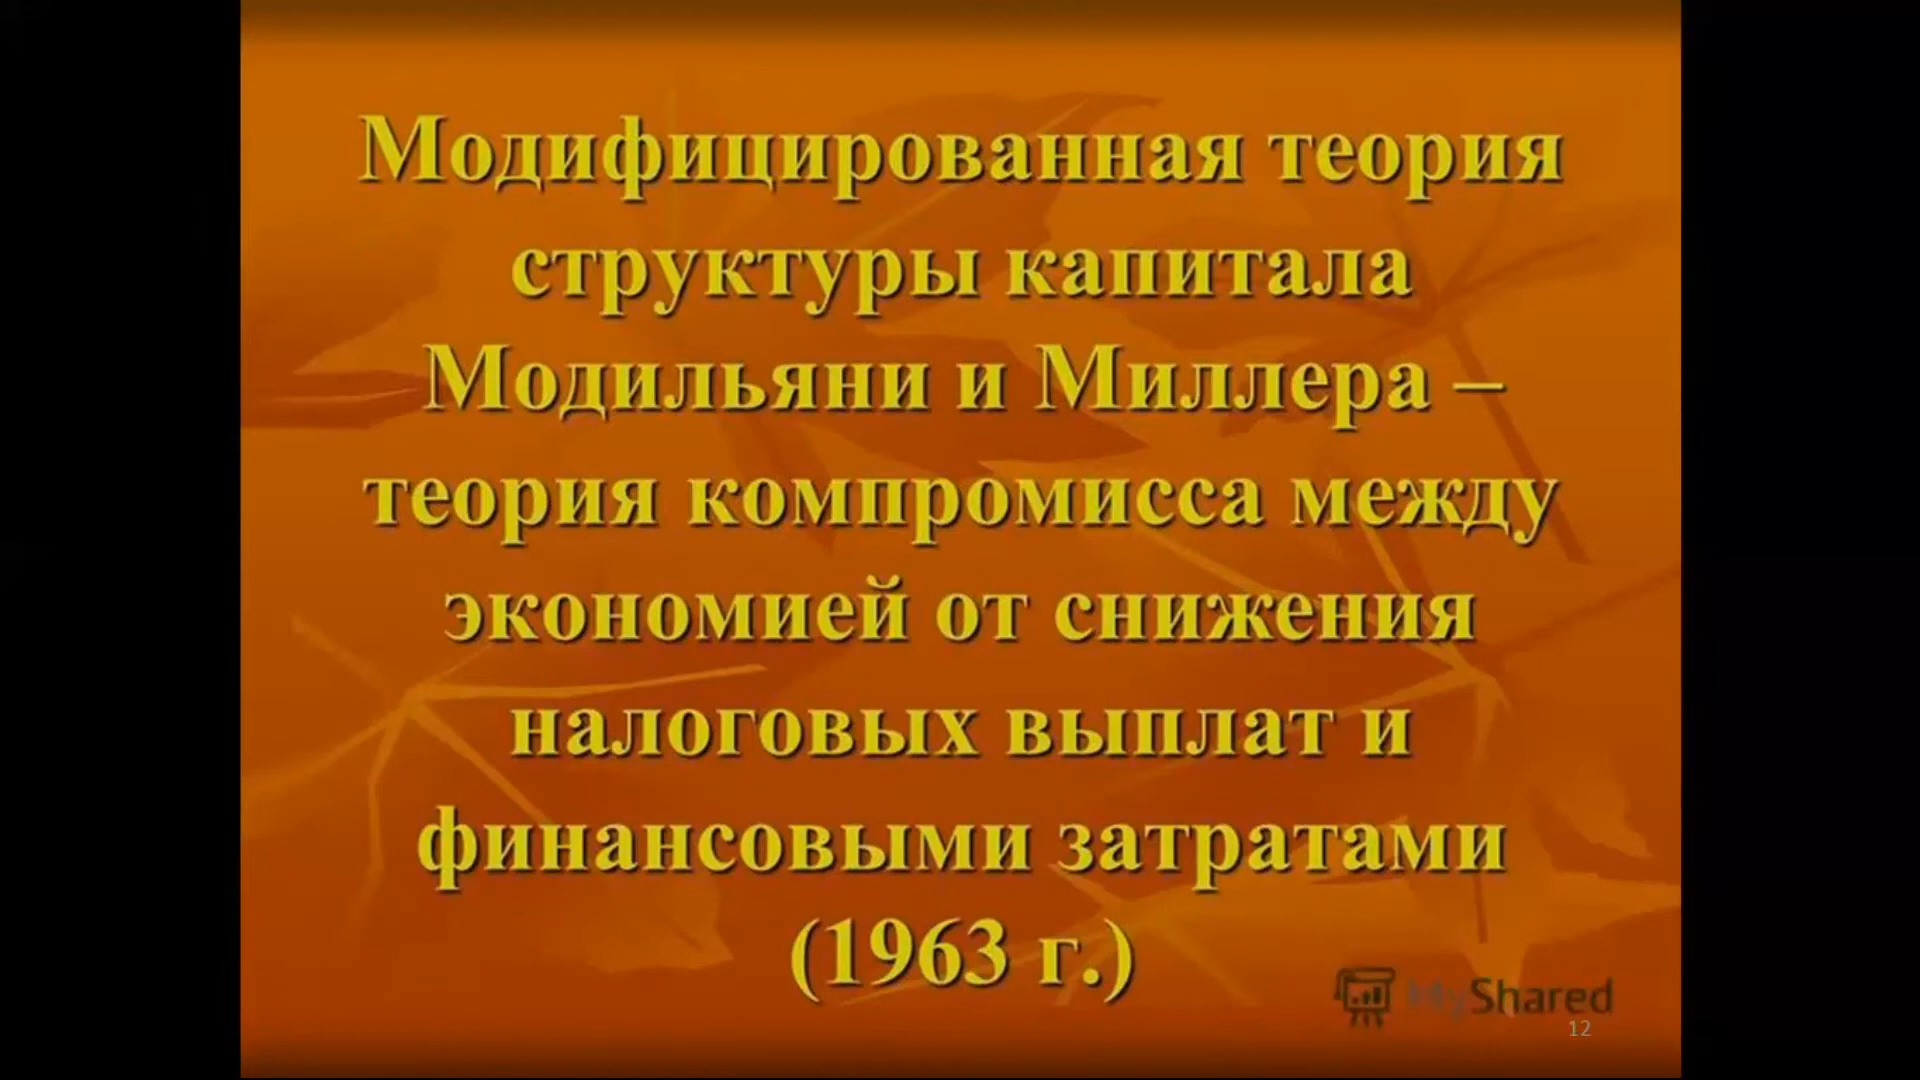 Модифицированная теория
структуры капитала
Модильяни и Миллера –
теория компромисса между
экономией от снижения
налоговых выплат и
финансовыми затратами
(1963 г.)
MyShared
12